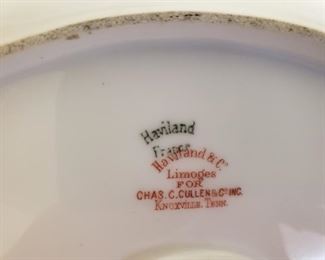 Haviland
France
Haviland & Co.
Limoges
FOR
CHAS. C. CULLEN & CO. INC.
KNOXVILLE, TENN.